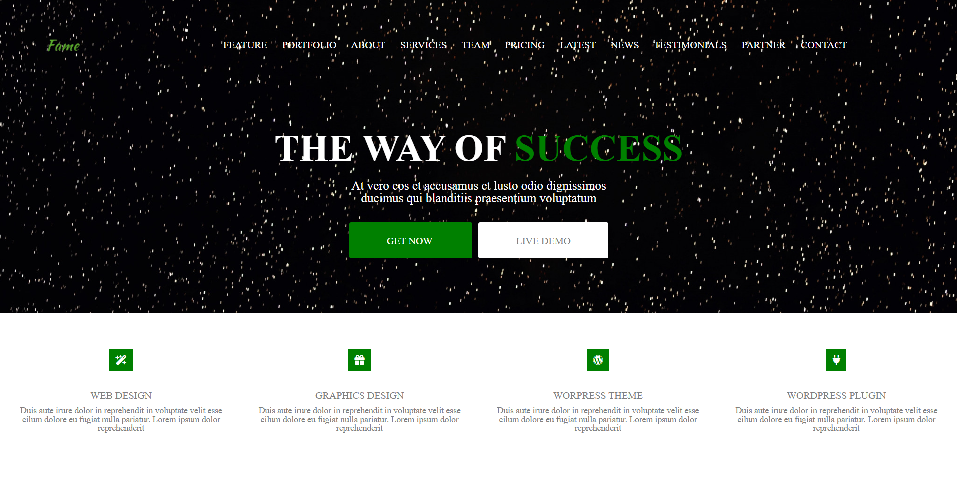 Fame
FEATURE PORTFOLIO ABOUT SERVICES TEAM PRICING LATEST NEWS TESTIMONIALS PARTNER CONTACT
THE WAY OF SUCCESS
At vero eos et accusamus et lusto odio dignissimos
ducimus qui blanditiis praesentium voluptatum
GET NOW LIVE DEMO
WEB DESIGN
Duis aute irure dolor in reprehendit in voluptate velit esse
cilum dolore eu fugiat nulla pariatur. Lorem ipsum dolor
reprehenderit
GRAPHICS DESIGN
Duis aute irure dolor in reprehendit in voluptate velit esse
cilum dolore eu fugiat nulla pariatur. Lorem ipsum dolor
reprehenderit
WORPRESS THEME
Duis aute irure dolor in reprehendit in voluptate velit esse
cilum dolore eu fugiat nulla pariatur. Lorem ipsum dolor
reprehenderit
WORDPRESS PLUGIN
Duis aute irure dolor in reprehendit in voluptate velit esse
cilum dolore eu fugiat nulla pariatur. Lorem ipsum dolor
reprehenderit